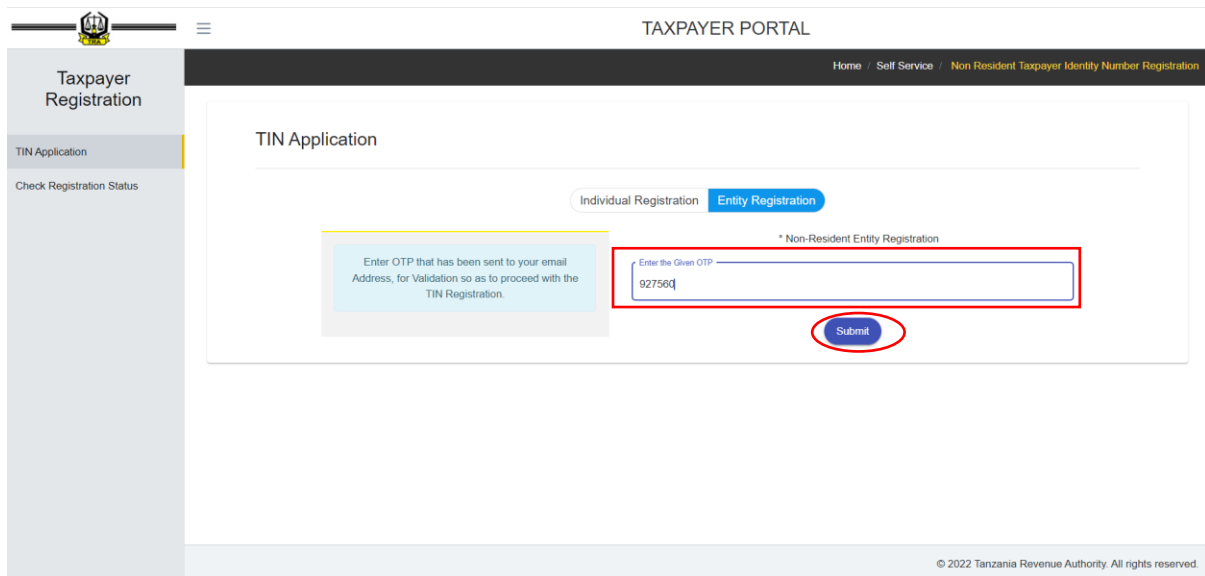 TRA
TAXPAYER PORTAL
Home / Self Service / Non Resident Taxpayer Identity Number Registration
Taxpayer
Registration
TIN Application
Check Registration Status
TIN Application
Individual Registration
Entity Registration
* Non-Resident Entity Registration
Enter OTP that has been sent to your email
Address, for Validation so as to proceed with the
TIN Registration.
Enter the Given OTP
927560
Submit
© 2022 Tanzania Revenue Authority. All rights reserved.